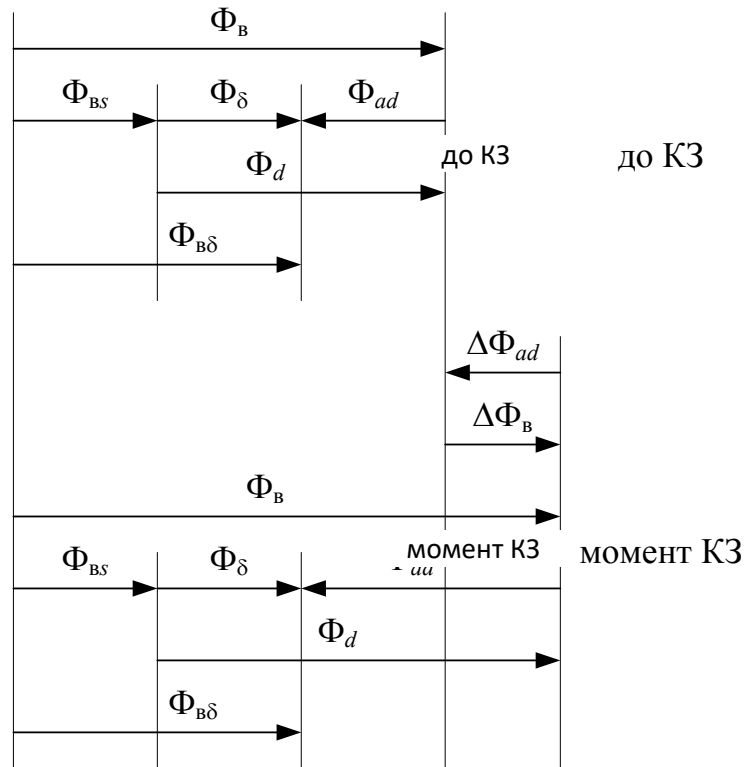 Φв
Φвs Φδ Φad
до КЗ до КЗ
Φd
Φвδ
ΔΦad
ΔΦв
Φв
момент КЗ момент КЗ
Φвs Φδ
Φd
Φвδ